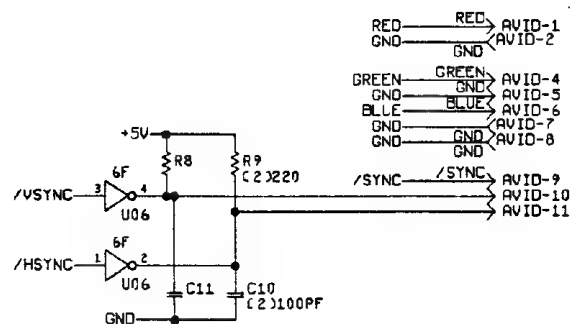 RED RED AVID-1
GND AVID-2
GND
GREEN GREEN AVID-4
GND GND AVID-5
BLLE BLUE AVID-6
GND AVID-7
GND GND AVID-8
GND
+5V
R8 R9
(2)220
/SYNC /SYNC AVID-9
6F
/VSYNC 3 4 AVID-10
U06
AVID-11
6F
/HSYNC 1 2
U06
C11 C10
(2)100PF
GND